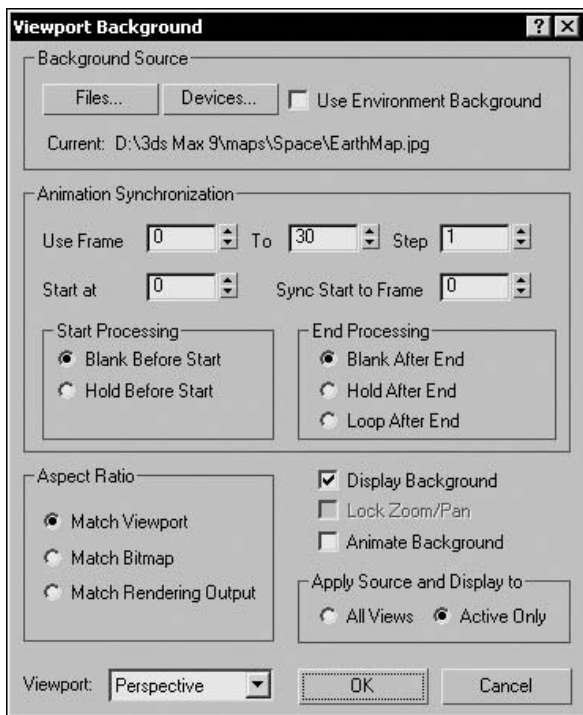 Viewport Background
Background Source
Files... Devices... Use Environment Background
Current: D:\3ds Max 9\maps\Space\EarthMap.jpg
Animation Synchronization
Use Frame 0 To 30 Step 1
Start at 0 Sync Start to Frame 0
Start Processing
Blank Before Start
Hold Before Start
End Processing
Blank After End
Hold After End
Loop After End
Aspect Ratio
Match Viewport
Match Bitmap
Match Rendering Output
Display Background
Lock Zoom/Pan
Animate Background
Apply Source and Display to
All Views Active Only
Viewport: Perspective OK Cancel